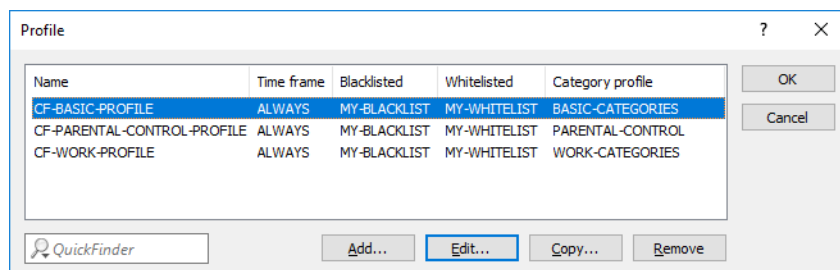 Profile ?
Name Time frame Blacklisted Whitelisted Category profile
CF-BASIC-PROFILE ALWAYS MY-BLACKLIST MY-WHITELIST BASIC-CATEGORIES
CF-PARENTAL-CONTROL-PROFILE ALWAYS MY-BLACKLIST MY-WHITELIST PARENTAL-CONTROL
CF-WORK-PROFILE ALWAYS MY-BLACKLIST MY-WHITELIST WORK-CATEGORIES
OK
Cancel
QuickFinder Add... Edit... Copy... Remove